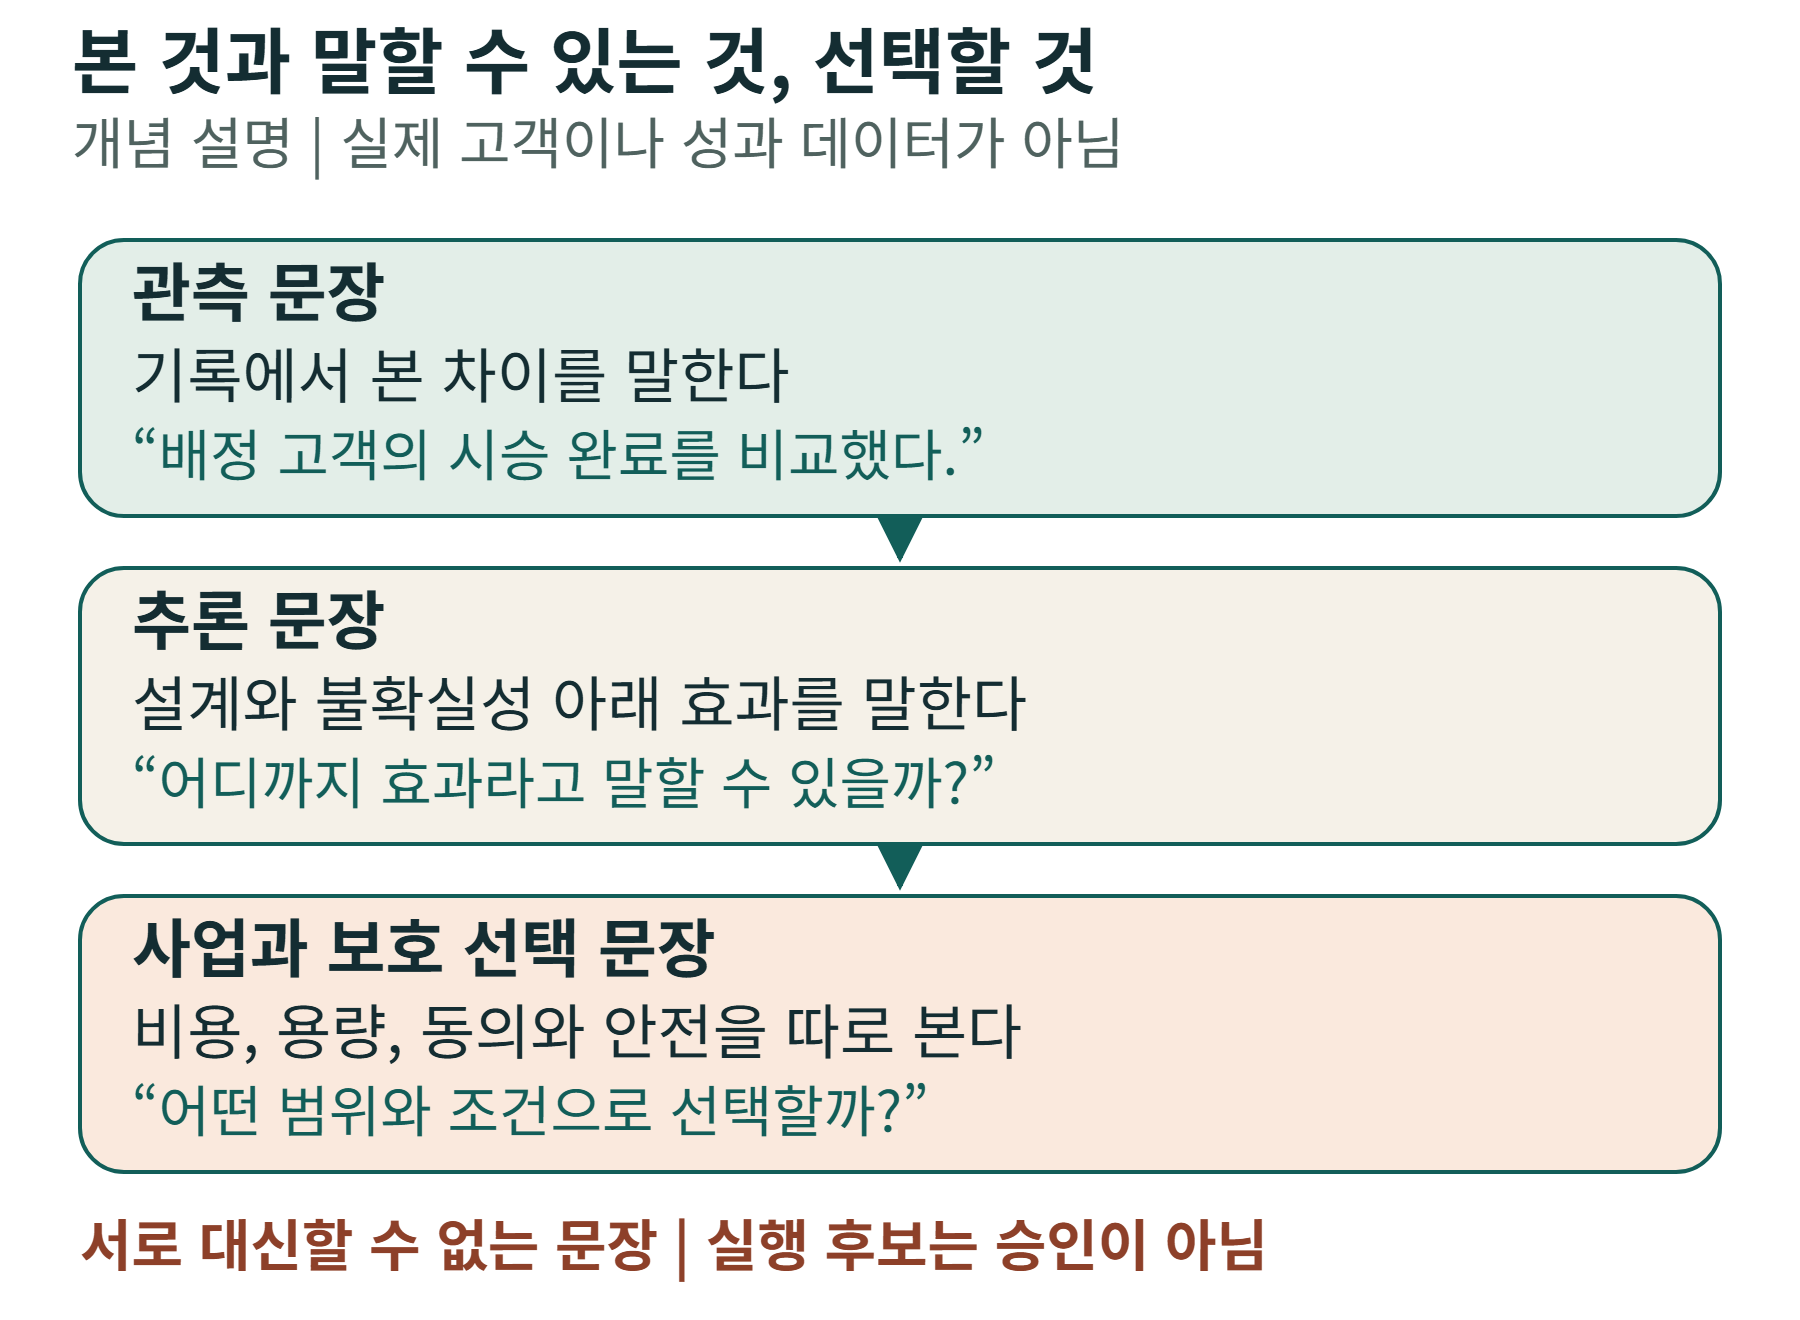 본 것과 말할 수 있는 것, 선택할 것
개념 설명 | 실제 고객이나 성과 데이터가 아님
관측 문장
기록에서 본 차이를 말한다
“배정 고객의 시승 완료를 비교했다.”
추론 문장
설계와 불확실성 아래 효과를 말한다
“어디까지 효과라고 말할 수 있을까?”
사업과 보호 선택 문장
비용, 용량, 동의와 안전을 따로 본다
“어떤 범위와 조건으로 선택할까?”
서로 대신할 수 없는 문장 | 실행 후보는 승인이 아님